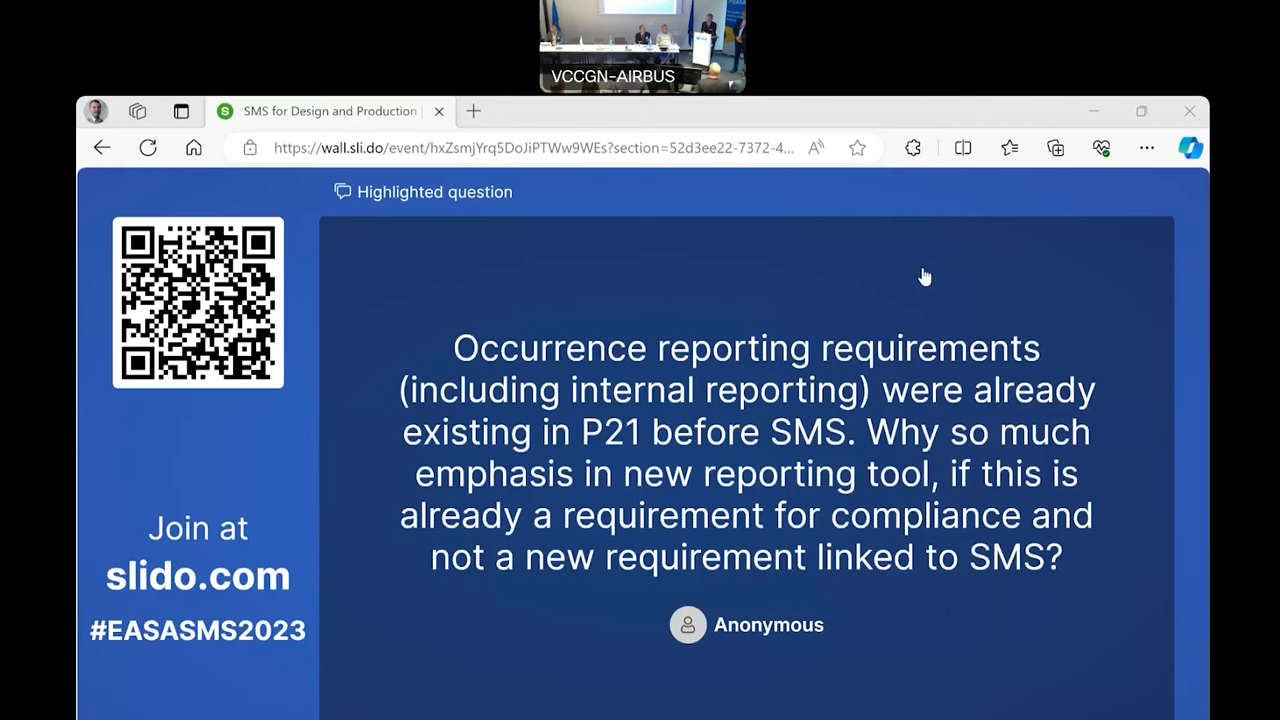 VCCGN-AIRBUS
SMS for Design and Production |
https://wall.sli.do/event/hxZsmjYrq5DoJiPTWw9WEs?section=52d3ee22-7372-4...
Highlighted question
Occurrence reporting requirements
(including internal reporting) were already
existing in P21 before SMS. Why so much
emphasis in new reporting tool, if this is
already a requirement for compliance and
not a new requirement linked to SMS?
Anonymous
Join at
slido.com
#EASASMS2023